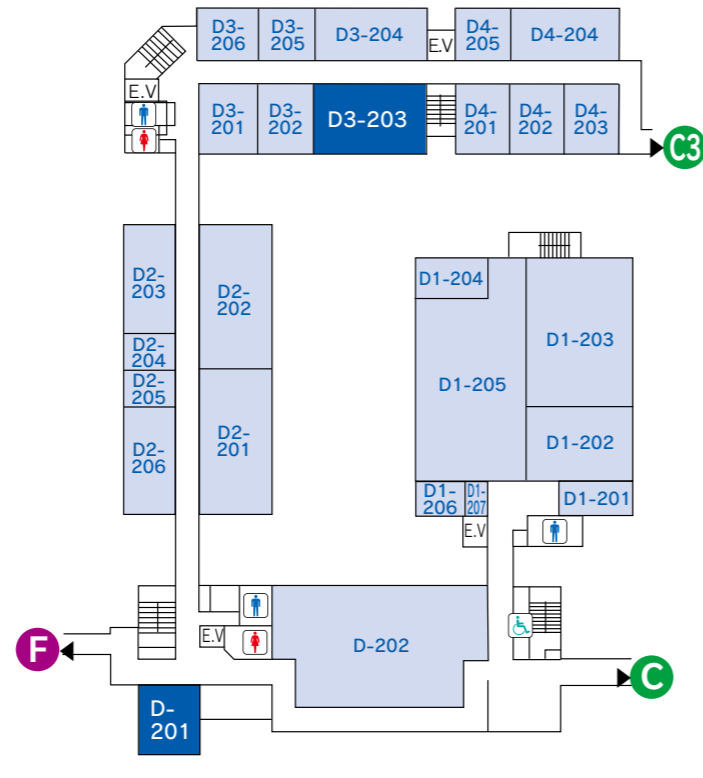 D3-
206
D3-
205
D3-204
E.V
D4-
205
D4-204
E.V
D3-
201
D3-
202
D3-203
D4-
201
D4-
202
D4-
203
C3
D2-
203
D2-
202
D2-
204
D2-
205
D2-
206
D2-
201
D1-204
D1-203
D1-205
D1-202
D1-
206
D1-
207
D1-201
E.V
E.V
D-202
F
C
D-
201